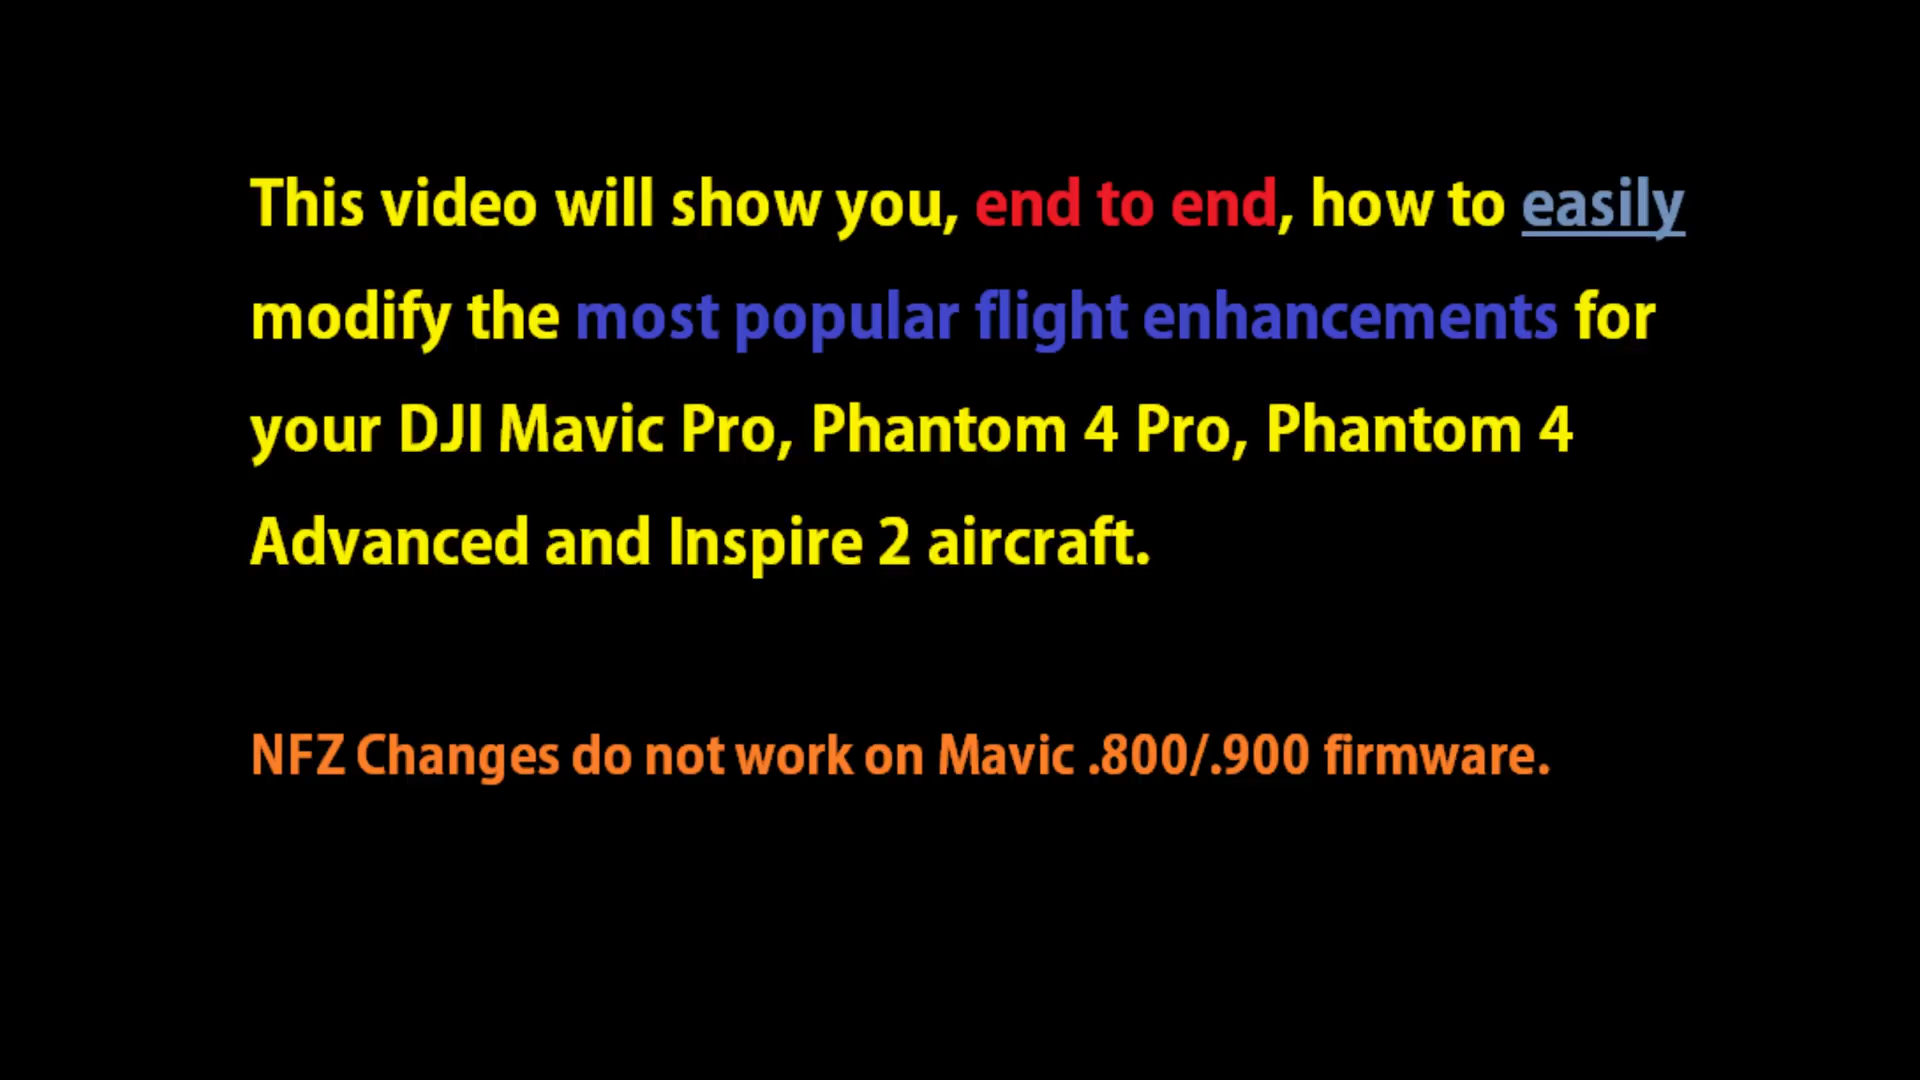 This video will show you, end to end, how to easily
modify the most popular flight enhancements for
your DJI Mavic Pro, Phantom 4 Pro, Phantom 4
Advanced and Inspire 2 aircraft.
NFZ Changes do not work on Mavic .800/.900 firmware.